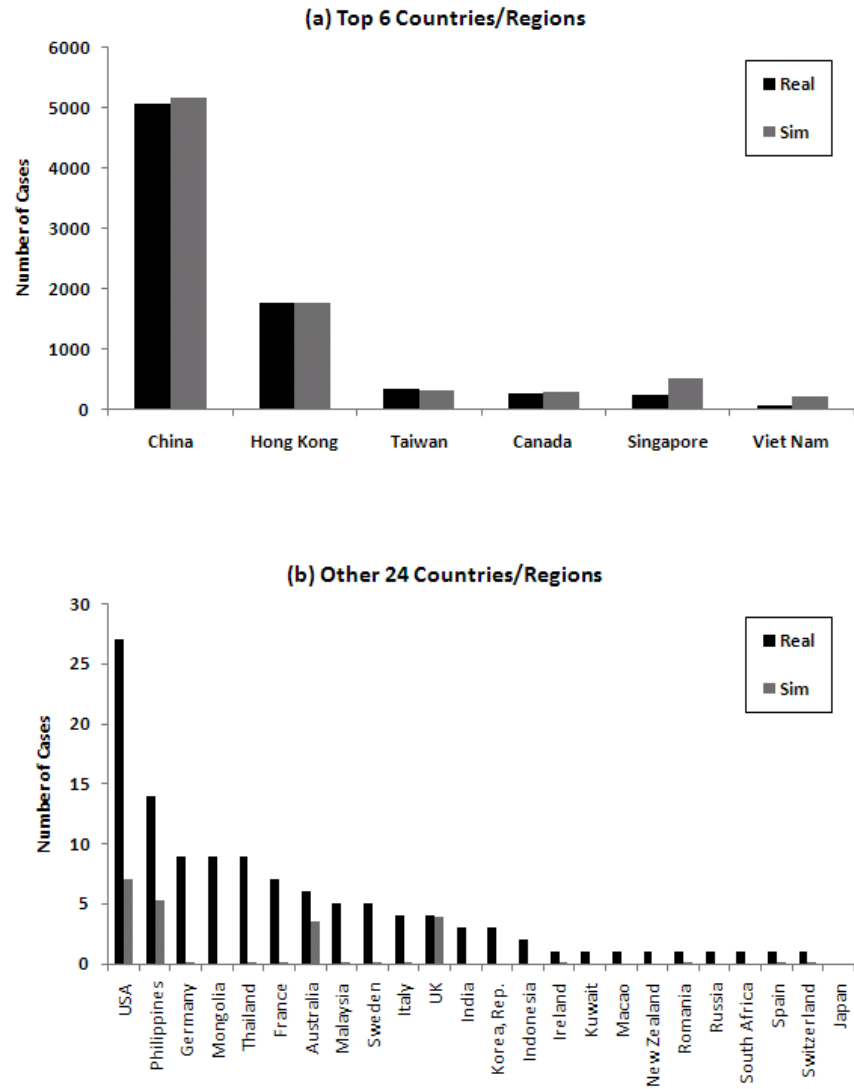 (a) Top 6 Countries/Regions
6000
5000
4000
3000
2000
1000
0
Number of Cases
Real
Sim
China
Hong Kong
Taiwan
Canada
Singapore
Viet Nam
(b) Other 24 Countries/Regions
30
25
20
15
10
5
0
Number of Cases
Real
Sim
USA
Philippines
Germany
Mongolia
Thailand
France
Australia
Malaysia
Sweden
Italy
UK
India
Korea, Rep.
Indonesia
Ireland
Kuwait
Macao
New Zealand
Romania
Russia
South Africa
Spain
Switzerland
Japan